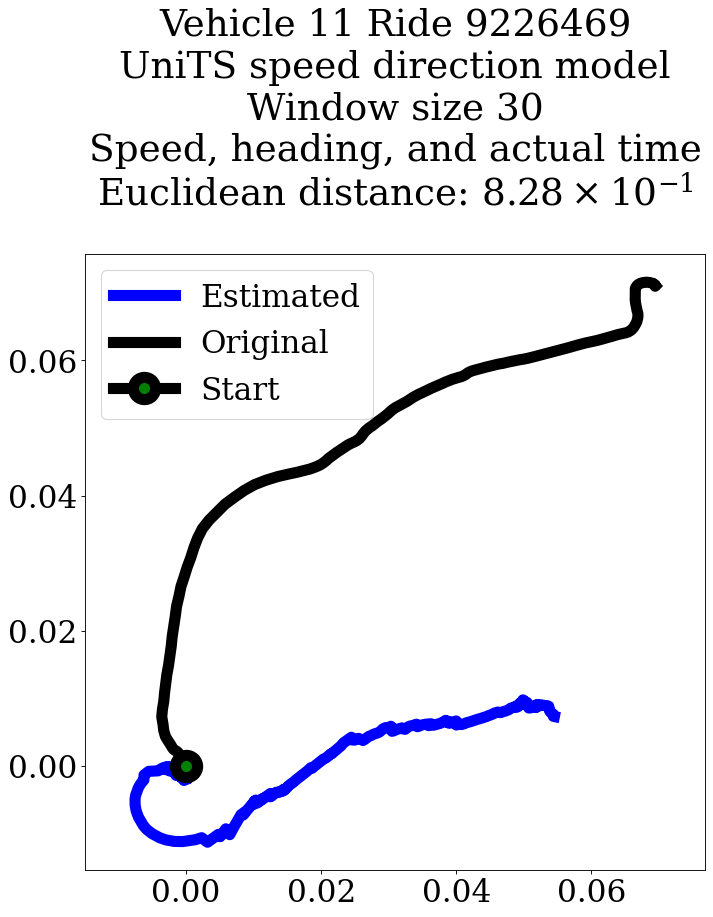 Vehicle 11 Ride 9226469
UniTS speed direction model
Window size 30
Speed, heading, and actual time
Euclidean distance: 8.28 × 10⁻¹
Estimated
Original
Start
0.06
0.04
0.02
0.00
0.00 0.02 0.04 0.06